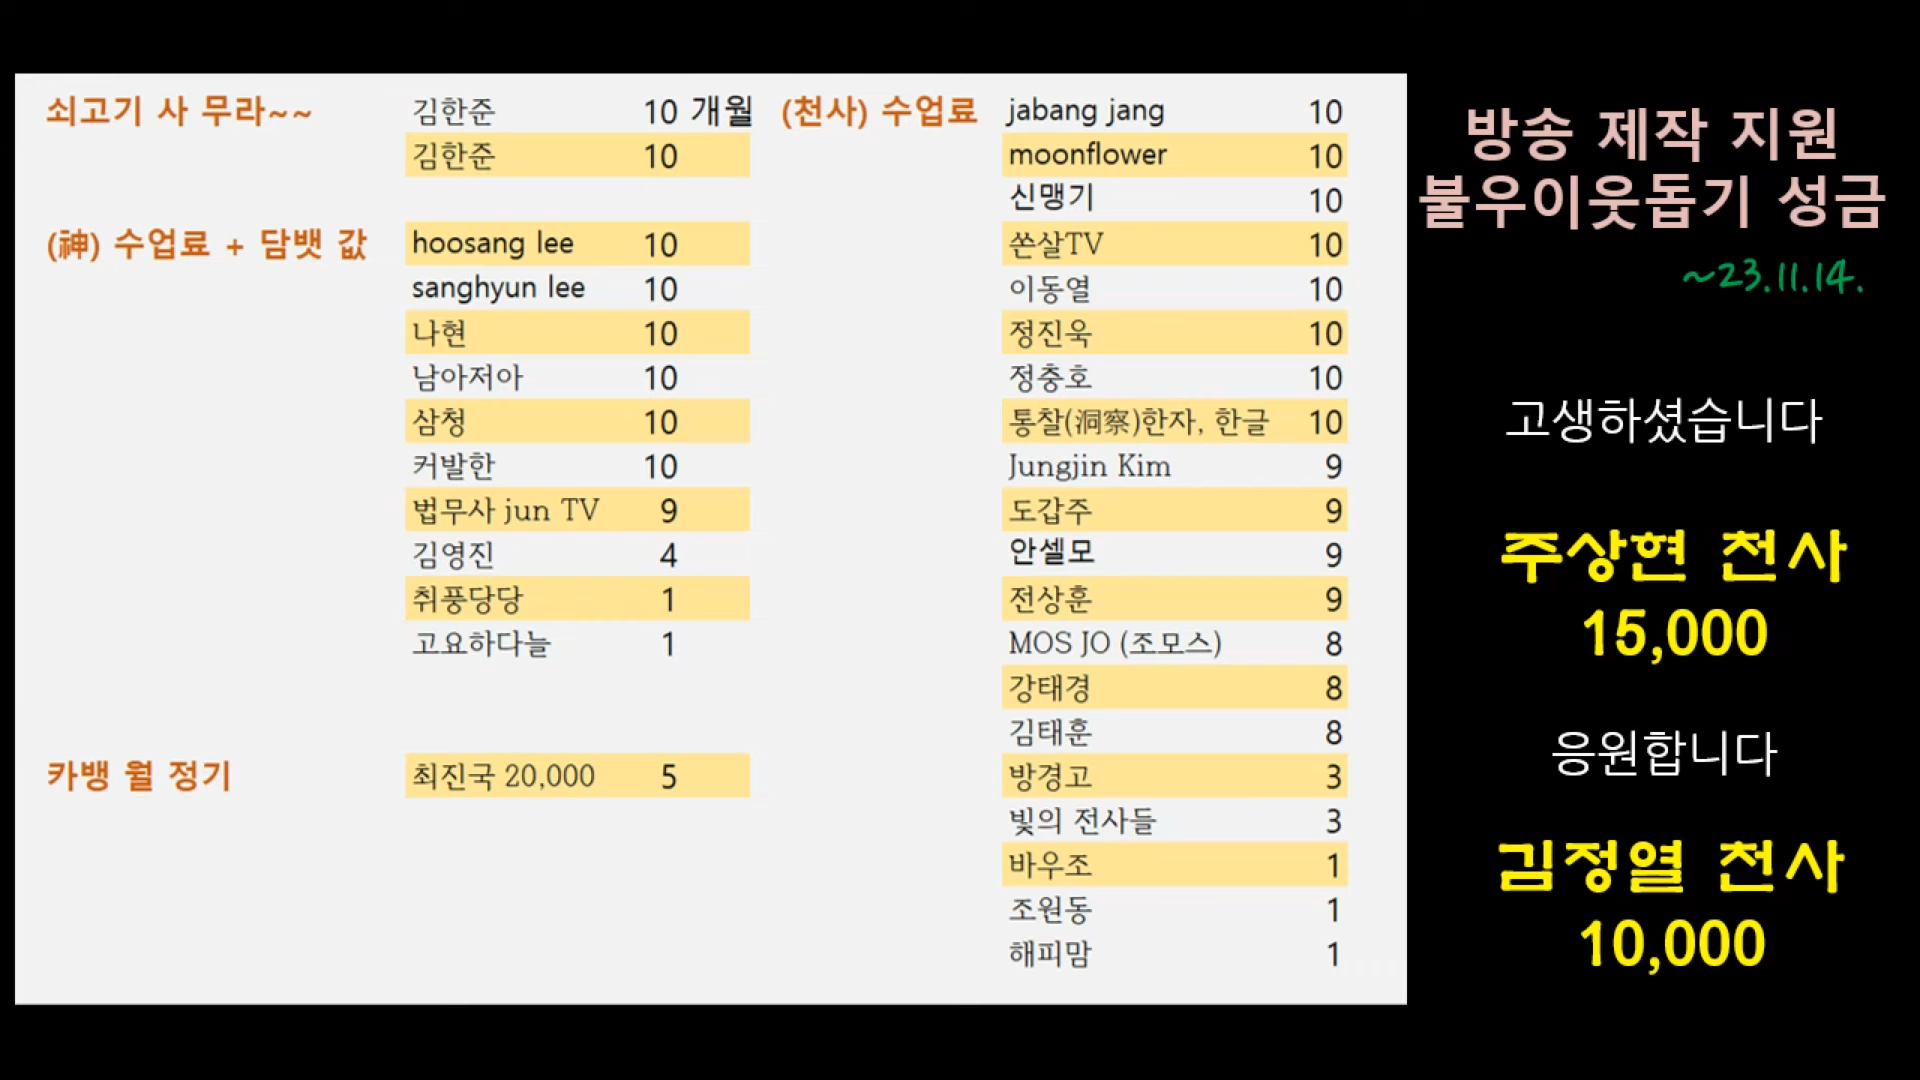 쇠고기 사 무라~~ 김한준 10 개월
김한준 10
(神) 수업료 + 담뱃 값 hoosang lee 10
sanghyun lee 10
나현 10
남아저아 10
삼청 10
커발한 10
법무사 jun TV 9
김영진 4
취풍당당 1
고요하다늘 1
카뱅 월 정기 최진국 20,000 5
(천사) 수업료 jabang jang 10
moonflower 10
신맹기 10
쏜살TV 10
이동열 10
정진욱 10
정충호 10
통찰(洞察)한자, 한글 10
Jungjin Kim 9
도갑주 9
안셀모 9
전상훈 9
MOS JO (조모스) 8
강태경 8
김태훈 8
방경고 3
빛의 전사들 3
바우조 1
조원동 1
해피맘 1
방송 제작 지원
불우이웃돕기 성금
~23.11.14.
고생하셨습니다
주상현 천사
15,000
응원합니다
김정열 천사
10,000